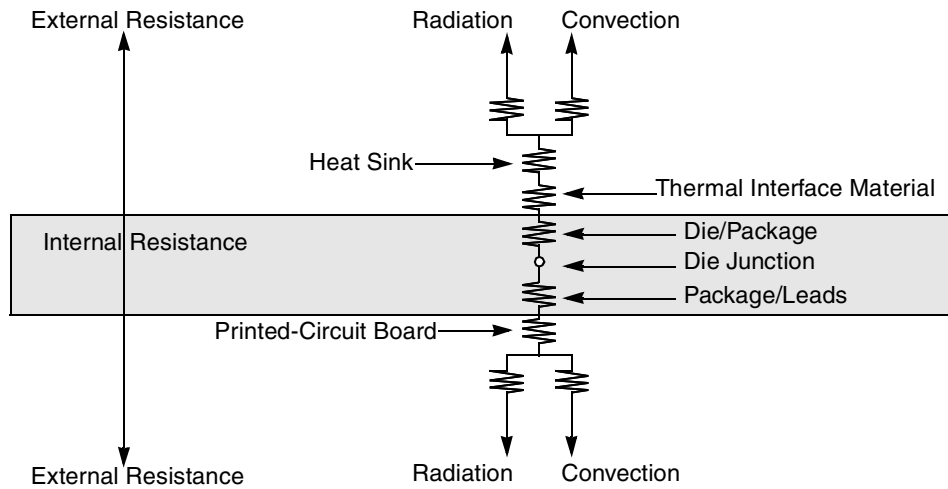 External Resistance
Radiation
Convection
Heat Sink
Thermal Interface Material
Internal Resistance
Die/Package
Die Junction
Package/Leads
Printed-Circuit Board
External Resistance
Radiation
Convection